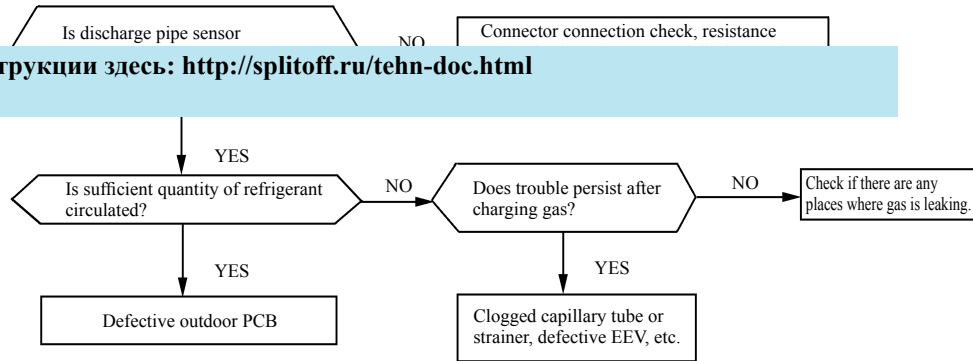 Is discharge pipe sensor
NO
Connector connection check, resistance
трукции здесь: http://splitoff.ru/tehn-doc.html
YES
Is sufficient quantity of refrigerant
circulated?
NO
Does trouble persist after
charging gas?
NO
Check if there are any
places where gas is leaking.
YES
YES
Defective outdoor PCB
Clogged capillary tube or
strainer, defective EEV, etc.